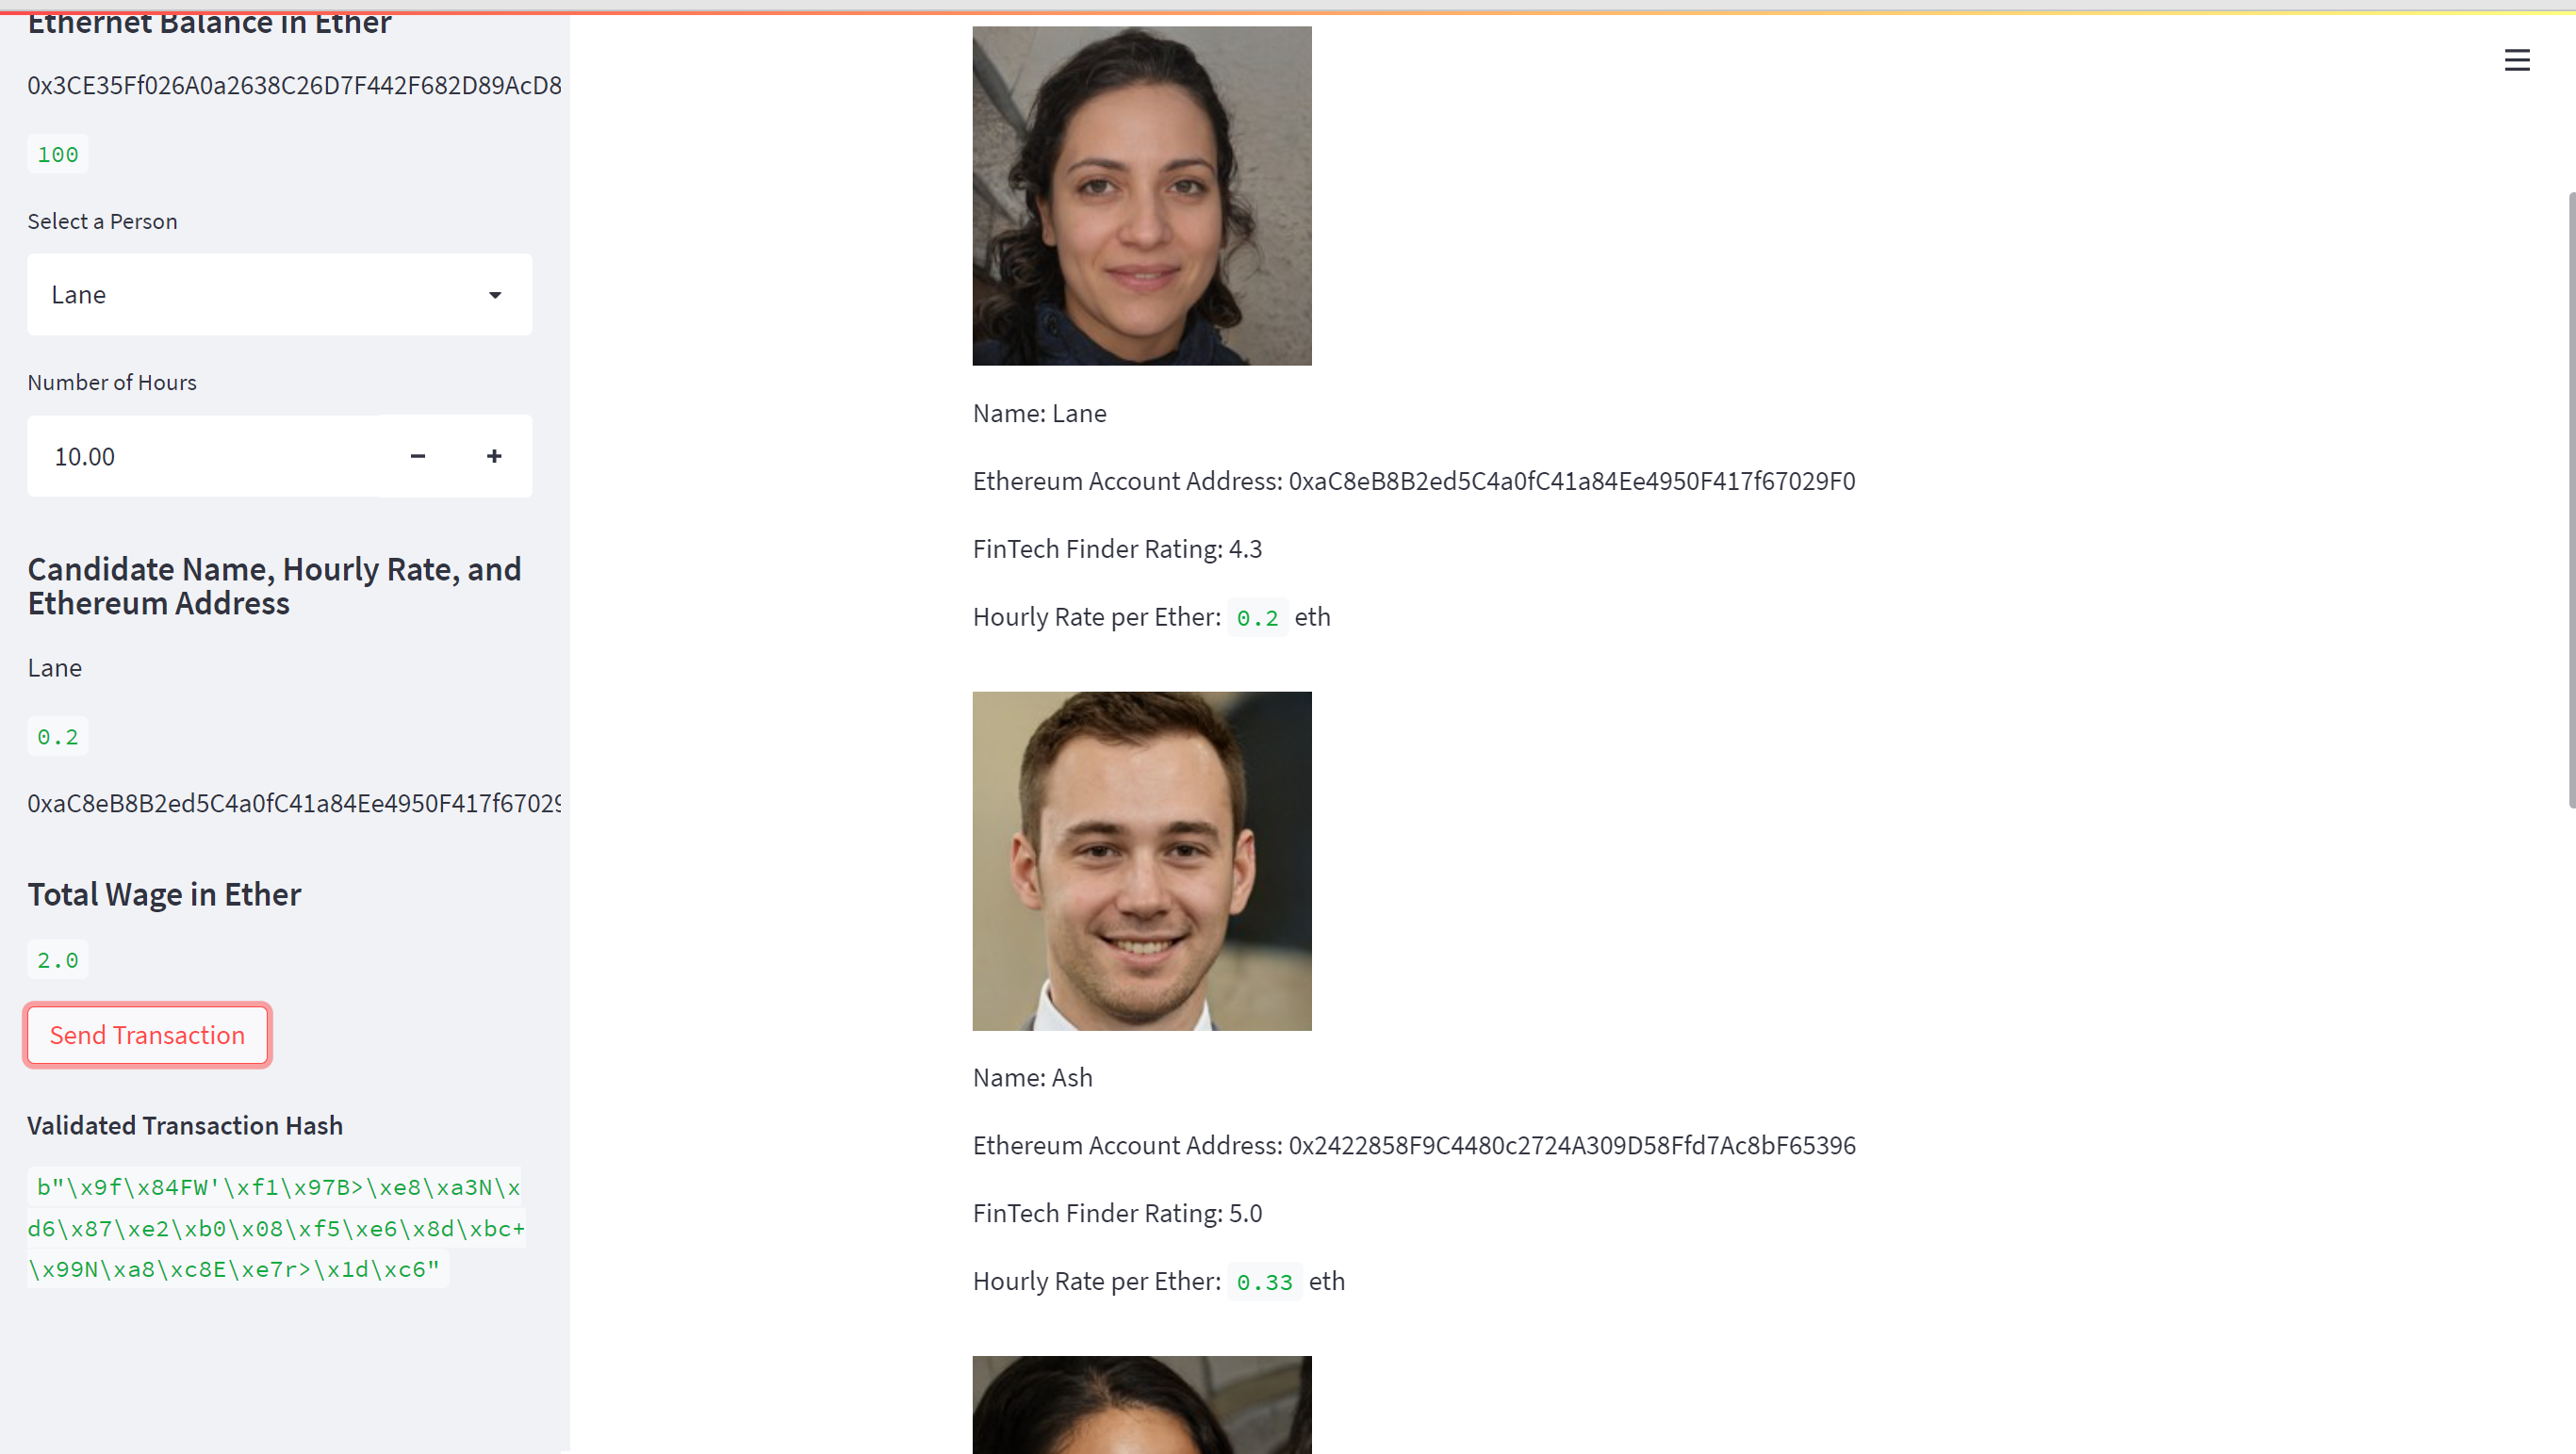 Ethernet Balance in Ether
0x3CE35Ff026A0a2638C26D7F442F682D89AcD8
100
Select a Person
Lane
Number of Hours
10.00
Candidate Name, Hourly Rate, and
Ethereum Address
Lane
0.2
0xaC8eB8B2ed5C4a0fC41a84Ee4950F417f67029
Total Wage in Ether
2.0
Send Transaction
Validated Transaction Hash
b"\x9f\x84FW'\xf1\x97B>\xe8\xa3N\x
d6\x87\xe2\xb0\x08\xf5\xe6\x8d\xbc+
\x99N\xa8\xc8E\xe7r>\x1d\xc6"
Name: Lane
Ethereum Account Address: 0xaC8eB8B2ed5C4a0fC41a84Ee4950F417f67029F0
FinTech Finder Rating: 4.3
Hourly Rate per Ether: 0.2 eth
Name: Ash
Ethereum Account Address: 0x2422858F9C4480c2724A309D58Ffd7Ac8bF65396
FinTech Finder Rating: 5.0
Hourly Rate per Ether: 0.33 eth